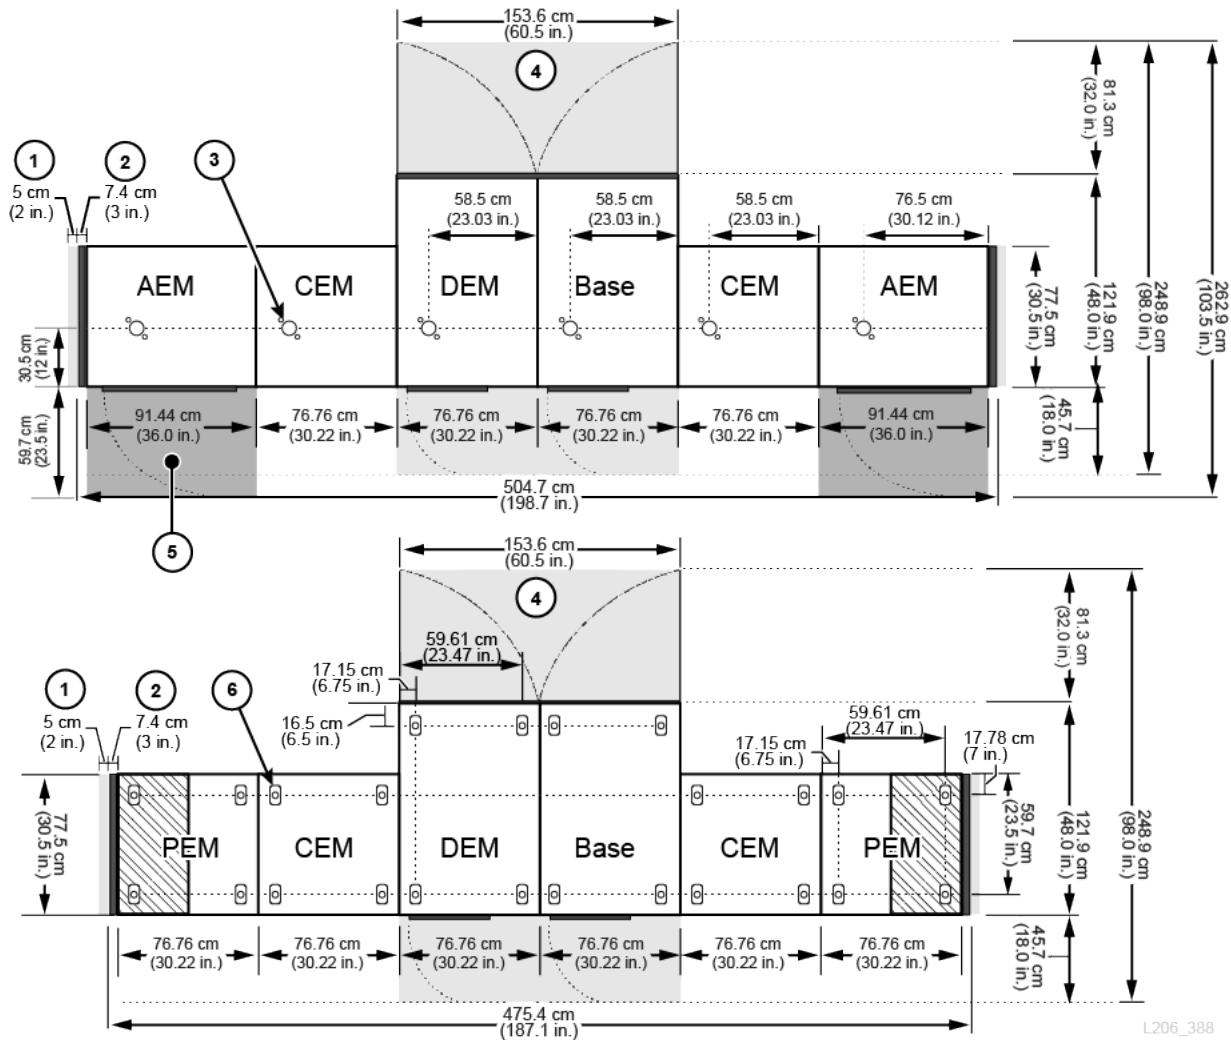 153.6 cm
(60.5 in.)
4
81.3 cm
(32.0 in.)
1
2
3
5 cm
(2 in.)
7.4 cm
(3 in.)
58.5 cm
(23.03 in.)
58.5 cm
(23.03 in.)
58.5 cm
(23.03 in.)
76.5 cm
(30.12 in.)
AEM
CEM
DEM
Base
CEM
AEM
77.5 cm
(30.5 in.)
121.9 cm
(48.0 in.)
248.9 cm
(98.0 in.)
262.9 cm
(103.5 in.)
30.5 cm
(12 in.)
59.7 cm
(23.5 in.)
91.44 cm
(36.0 in.)
76.76 cm
(30.22 in.)
76.76 cm
(30.22 in.)
76.76 cm
(30.22 in.)
76.76 cm
(30.22 in.)
91.44 cm
(36.0 in.)
45.7 cm
(18.0 in.)
504.7 cm
(198.7 in.)
5
153.6 cm
(60.5 in.)
4
81.3 cm
(32.0 in.)
59.61 cm
(23.47 in.)
17.15 cm
(6.75 in.)
1
2
6
5 cm
(2 in.)
7.4 cm
(3 in.)
16.5 cm
(6.5 in.)
59.61 cm
(23.47 in.)
17.15 cm
(6.75 in.)
17.78 cm
(7 in.)
77.5 cm
(30.5 in.)
PEM
CEM
DEM
Base
CEM
PEM
59.7 cm
(23.5 in.)
121.9 cm
(48.0 in.)
248.9 cm
(98.0 in.)
76.76 cm
(30.22 in.)
76.76 cm
(30.22 in.)
76.76 cm
(30.22 in.)
76.76 cm
(30.22 in.)
76.76 cm
(30.22 in.)
76.76 cm
(30.22 in.)
45.7 cm
(18.0 in.)
475.4 cm
(187.1 in.)
L206_388